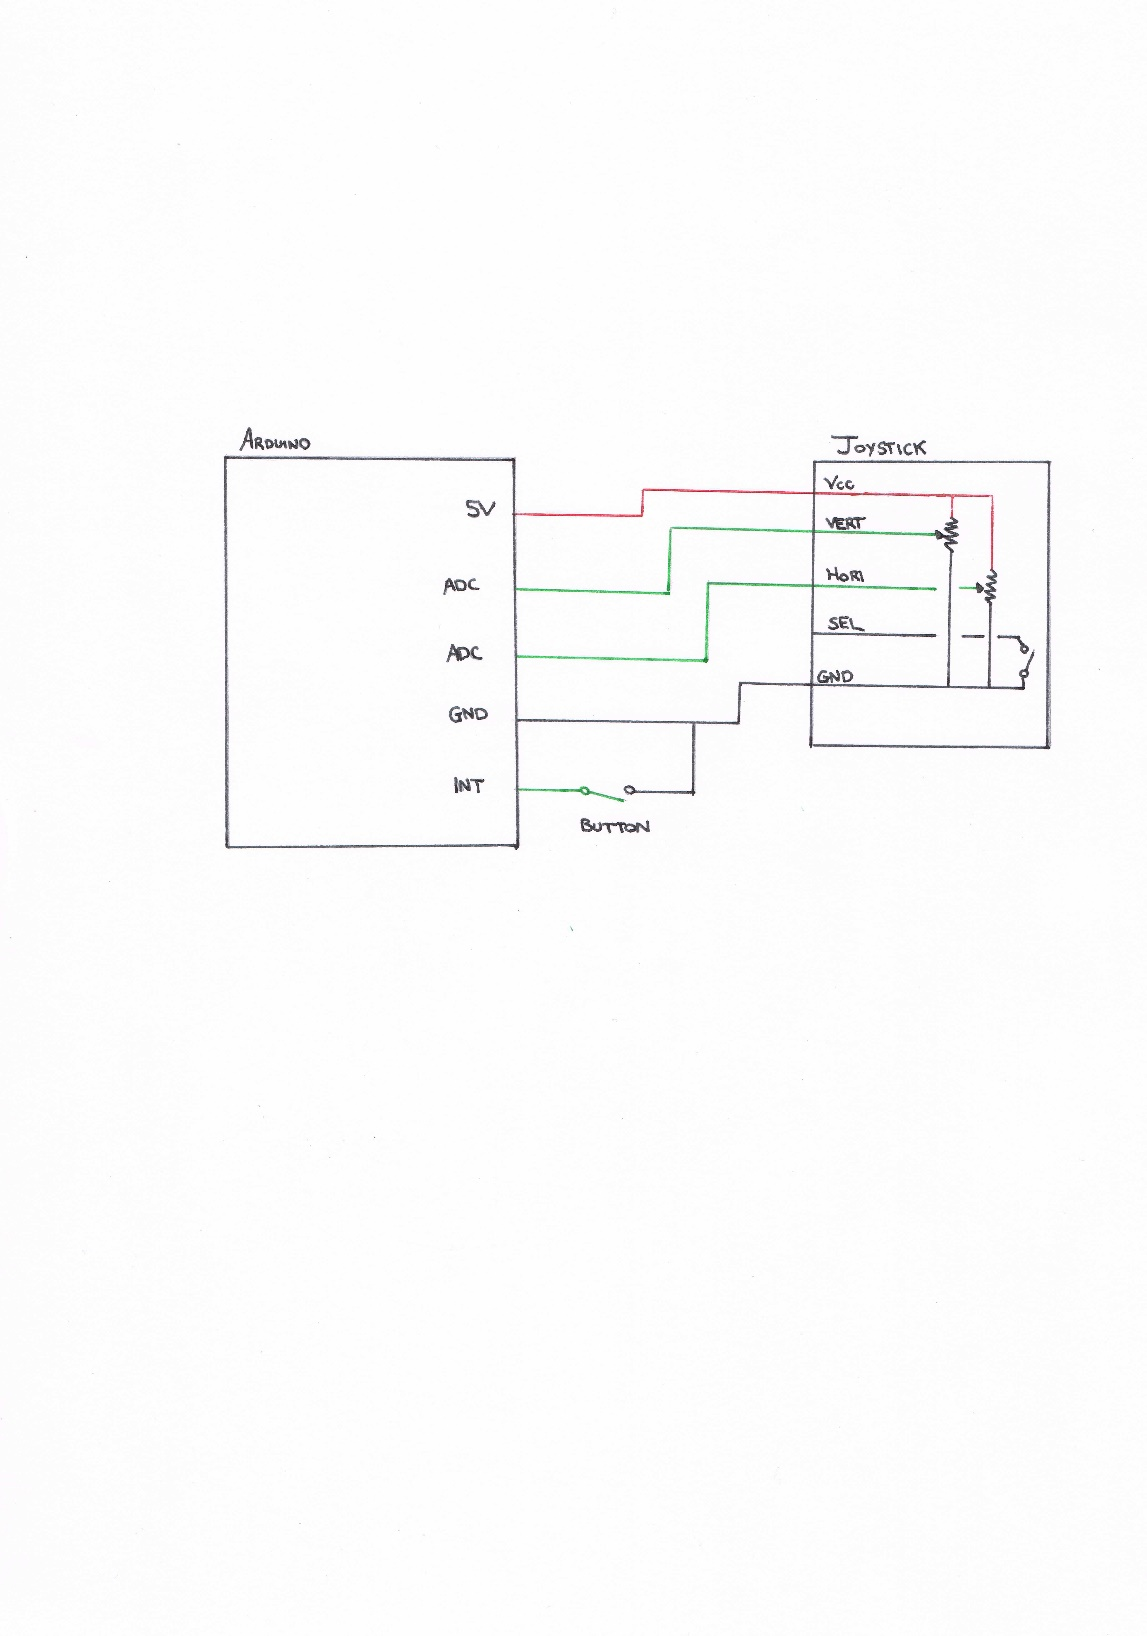 ARDUINO
JOYSTICK
5V
ADC
ADC
GND
INT
BUTTON
Vcc
VERT
HORI
SEL
GND